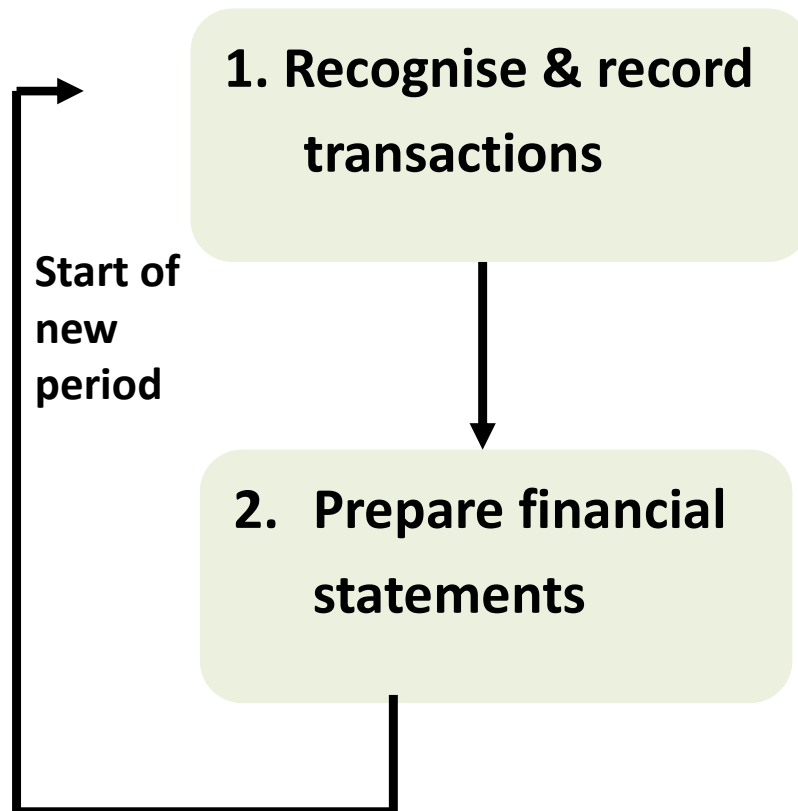 1. Recognise & record
transactions
Start of
new
period
2. Prepare financial
statements